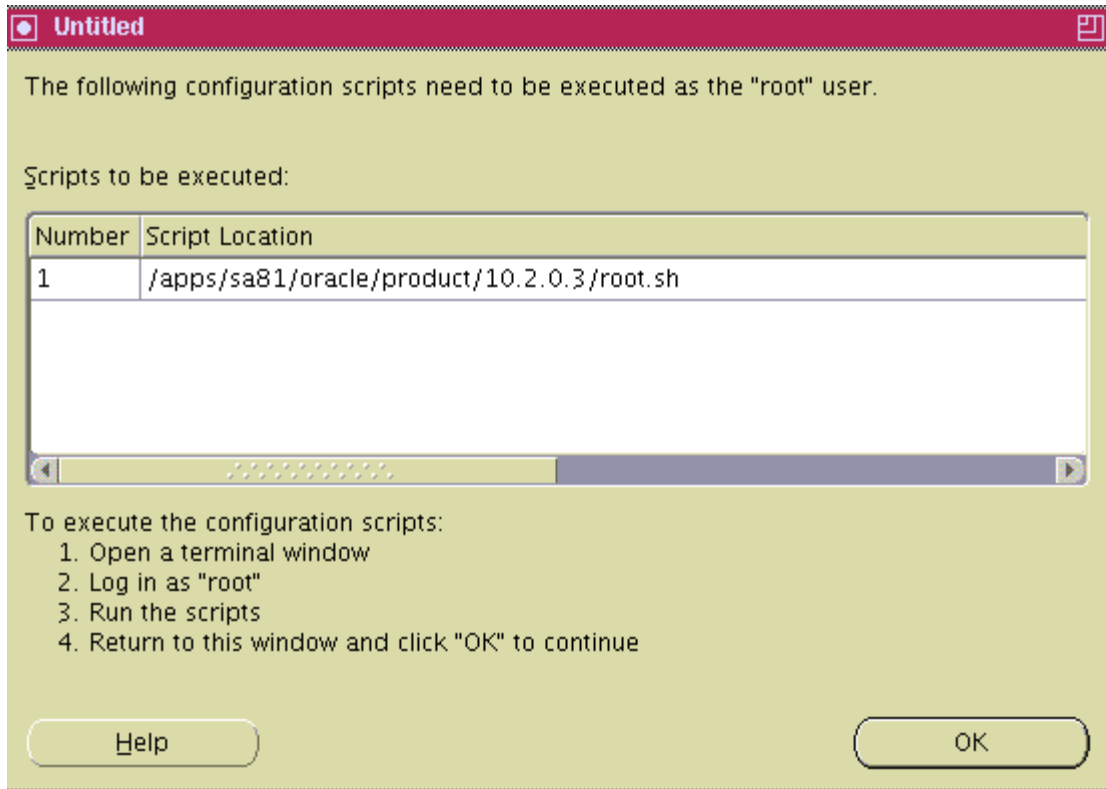 Untitled
The following configuration scripts need to be executed as the "root" user.
Scripts to be executed:
Number Script Location
1 /apps/sa81/oracle/product/10.2.0.3/root.sh
To execute the configuration scripts:
1. Open a terminal window
2. Log in as "root"
3. Run the scripts
4. Return to this window and click "OK" to continue
Help OK